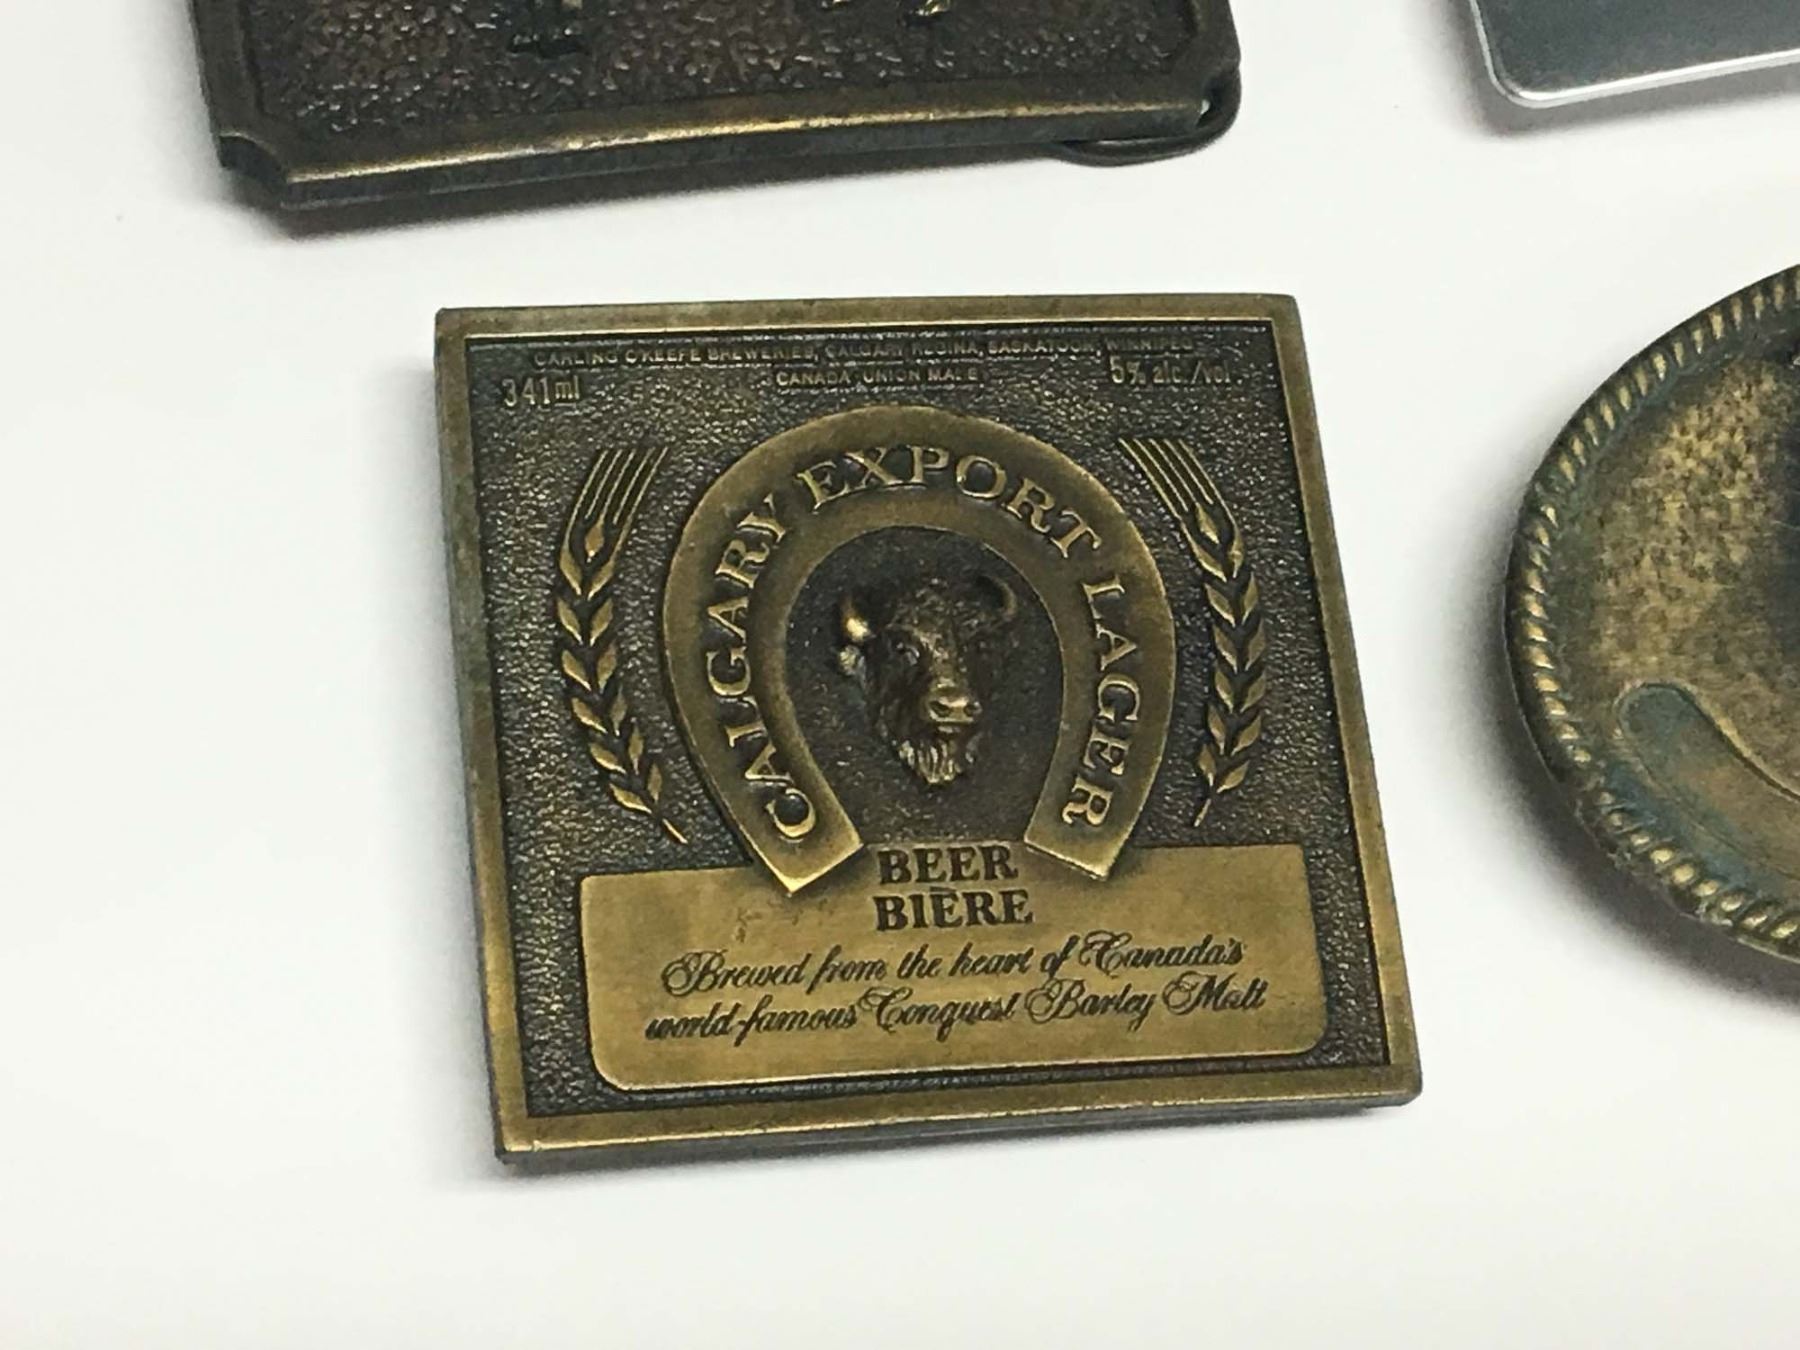 CARLING O'KEEFE BREWERIES, CALGARY, REGINA, SASKATOON, WINNIPEG
341ml
CANADA UNION MADE
5% alc./vol.
CALGARY EXPORT LAGER
BEER
BIÈRE
Brewed from the heart of Canada's
world-famous Conquest Barley Malt